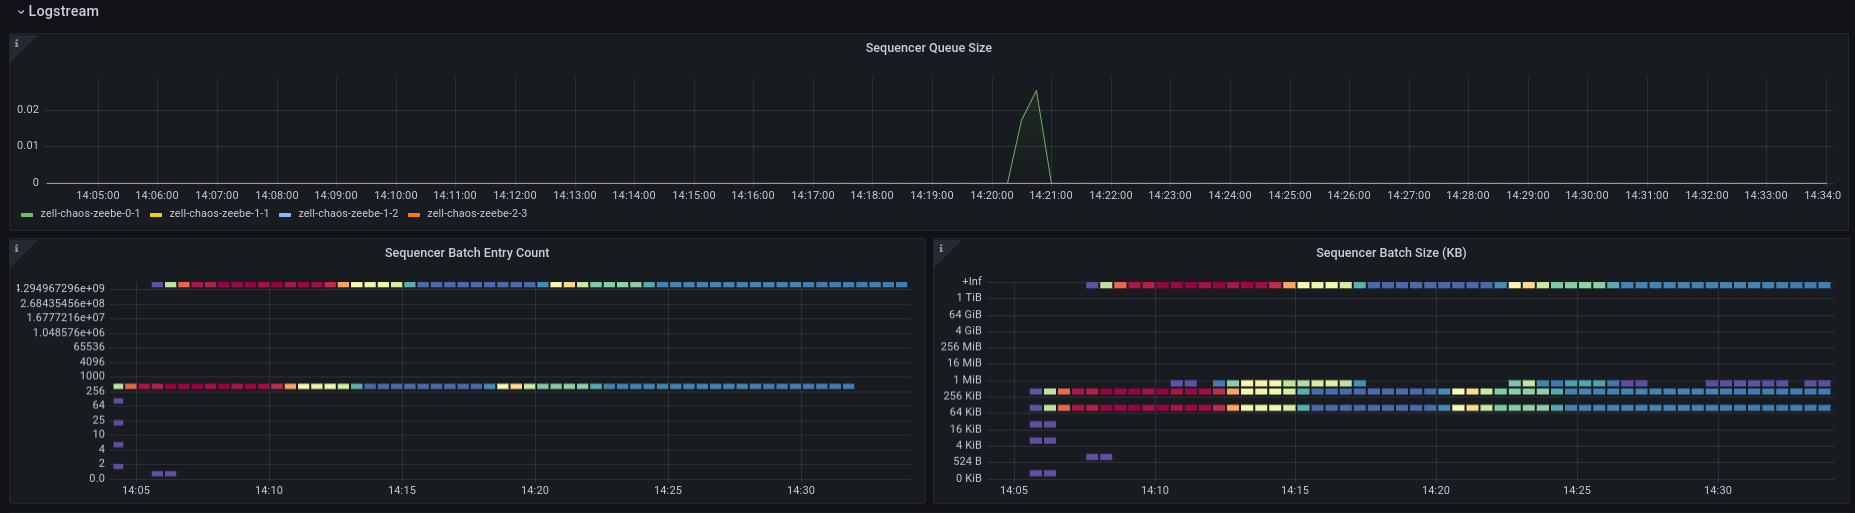 Logstream
Sequencer Queue Size
0.02
0.01
0
14:05:00 14:06:00 14:07:00 14:08:00 14:09:00 14:10:00 14:11:00 14:12:00 14:13:00 14:14:00 14:15:00 14:16:00 14:17:00 14:18:00 14:19:00 14:20:00 14:21:00 14:22:00 14:23:00 14:24:00 14:25:00 14:26:00 14:27:00 14:28:00 14:29:00 14:30:00 14:31:00 14:32:00 14:33:00 14:34:0
zell-chaos-zeebe-0-1 zell-chaos-zeebe-1-1 zell-chaos-zeebe-1-2 zell-chaos-zeebe-2-3
Sequencer Batch Entry Count
4.294967296e+09
2.68435456e+08
1.6777216e+07
1.048576e+06
65536
4096
1000
256
64
25
10
4
2
0.0
14:05 14:10 14:15 14:20 14:25 14:30
Sequencer Batch Size (KB)
+Inf
1 TiB
64 GiB
4 GiB
256 MiB
16 MiB
1 MiB
256 KiB
64 KiB
16 KiB
4 KiB
524 B
0 KiB
14:05 14:10 14:15 14:20 14:25 14:30